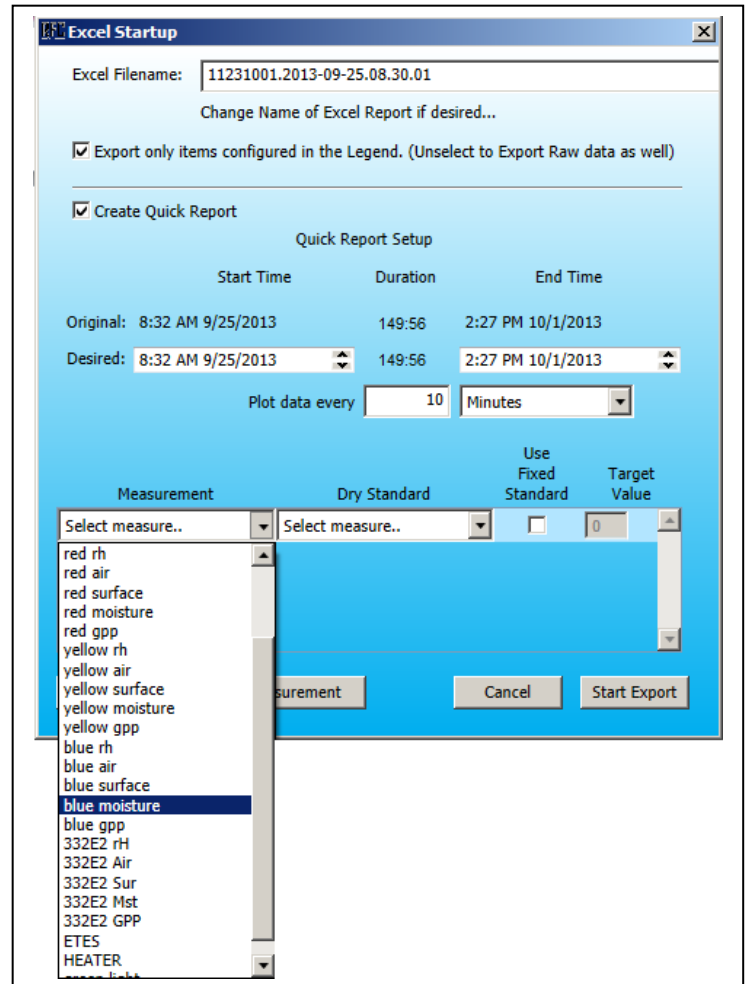 Excel Startup
Excel Filename: 11231001.2013-09-25.08.30.01
Change Name of Excel Report if desired...
Export only items configured in the Legend. (Unselect to Export Raw data as well)
Create Quick Report
Quick Report Setup
Start Time Duration End Time
Original: 8:32 AM 9/25/2013 149:56 2:27 PM 10/1/2013
Desired: 8:32 AM 9/25/2013 149:56 2:27 PM 10/1/2013
Plot data every 10 Minutes
Use
Fixed Target
Measurement Dry Standard Standard Value
Select measure.. Select measure.. 0
red rh
red air
red surface
red moisture
red gpp
yellow rh
yellow air
yellow surface
yellow moisture
yellow gpp
surement Cancel Start Export
blue rh
blue air
blue surface
blue moisture
blue gpp
332E2 rH
332E2 Air
332E2 Sur
332E2 Mst
332E2 GPP
ETES
HEATER